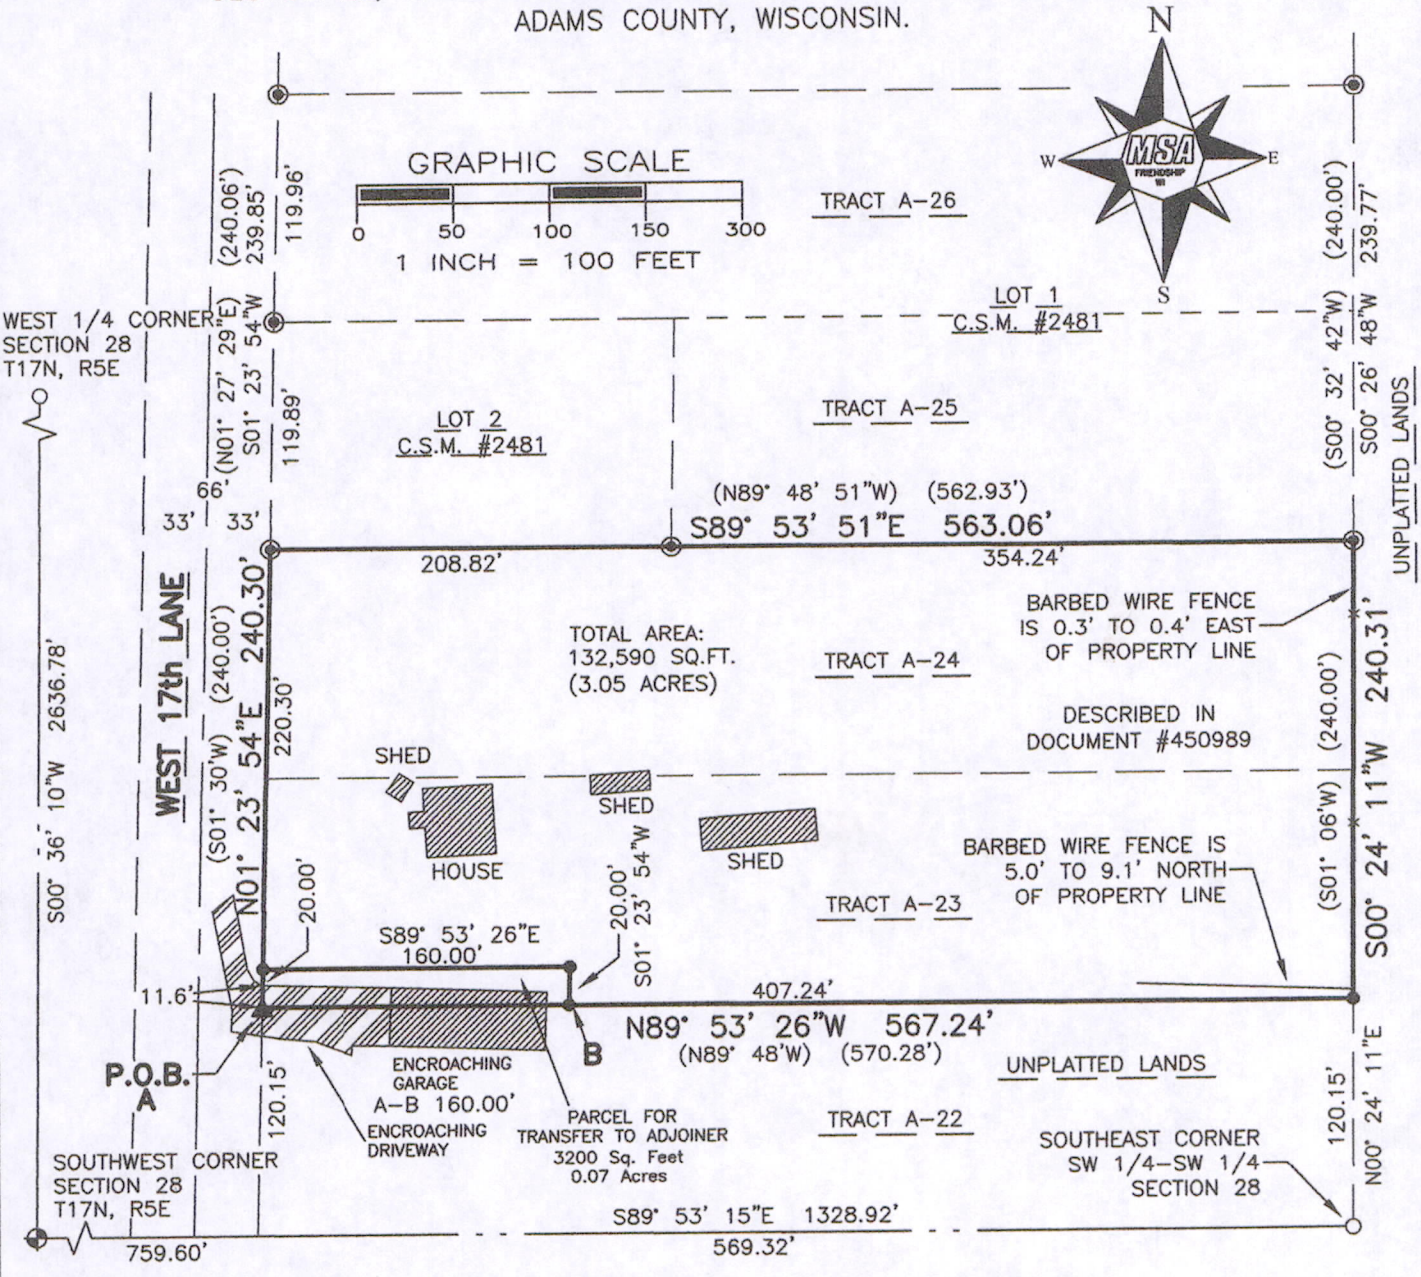 ADAMS COUNTY, WISCONSIN.
N
W
E
S
MSA
FRIENDSHIP
WI
GRAPHIC SCALE
0 50 100 150 300
1 INCH = 100 FEET
TRACT A-26
(240.06')
239.85'
119.96'
(240.00')
239.77'
LOT 1
C.S.M. #2481
WEST 1/4 CORNER
SECTION 28
T17N, R5E
(N01° 27' 29"E)
S01° 23' 54"W
119.89'
(S00° 32' 42"W)
S00° 26' 48"W
UNPLATTED LANDS
LOT 2
C.S.M. #2481
TRACT A-25
66'
33' 33'
(N89° 48' 51"W) (562.93')
S89° 53' 51"E 563.06'
208.82'
354.24'
WEST 17th LANE
N01° 23' 54"E 240.30'
(S01° 30'W) (240.00')
220.30'
S00° 36' 10"W 2636.78'
TOTAL AREA:
132,590 SQ.FT.
(3.05 ACRES)
TRACT A-24
BARBED WIRE FENCE
IS 0.3' TO 0.4' EAST
OF PROPERTY LINE
DESCRIBED IN
DOCUMENT #450989
S00° 24' 11"W 240.31'
(S01° 06'W) (240.00')
SHED
SHED
HOUSE
SHED
BARBED WIRE FENCE IS
5.0' TO 9.1' NORTH
OF PROPERTY LINE
TRACT A-23
20.00'
S89° 53' 26"E
160.00'
20.00'
S01° 23' 54"W
11.6'
407.24'
N89° 53' 26"W 567.24'
(N89° 48'W) (570.28')
B
P.O.B.
A
120.15'
ENCROACHING
GARAGE
A-B 160.00'
ENCROACHING
DRIVEWAY
PARCEL FOR
TRANSFER TO ADJOINER
3200 Sq. Feet
0.07 Acres
UNPLATTED LANDS
TRACT A-22
SOUTHEAST CORNER
SW 1/4-SW 1/4
SECTION 28
120.15'
N00° 24' 11"E
SOUTHWEST CORNER
SECTION 28
T17N, R5E
759.60'
S89° 53' 15"E 1328.92'
569.32'